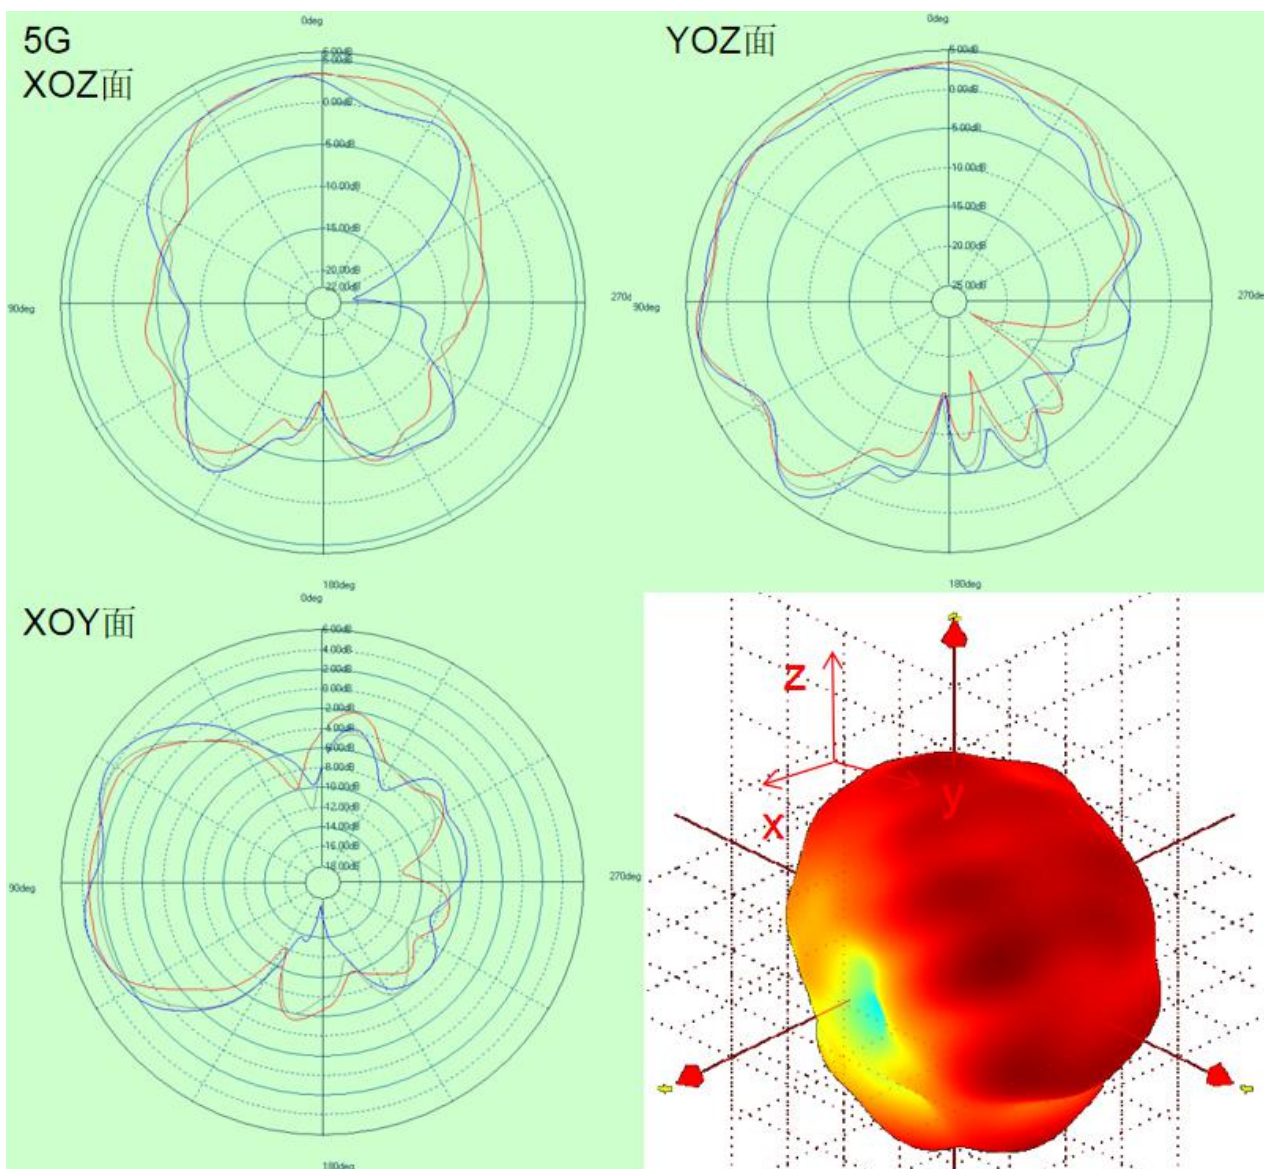 0deg
5G
XOZ面
6.00dB
5.00dB
0.00dB
-5.00dB
-10.00dB
-15.00dB
-20.00dB
-22.00dB
90deg
270d
180deg
0deg
YOZ面
5.00dB
0.00dB
-5.00dB
-10.00dB
-15.00dB
-20.00dB
-25.00dB
90deg
270de
180deg
0deg
XOY面
6.00dB
4.00dB
2.00dB
0.00dB
-2.00dB
-4.00dB
-6.00dB
-8.00dB
-10.00dB
-12.00dB
-14.00dB
-16.00dB
-18.00dB
90deg
270deg
180deg
Z
X
y